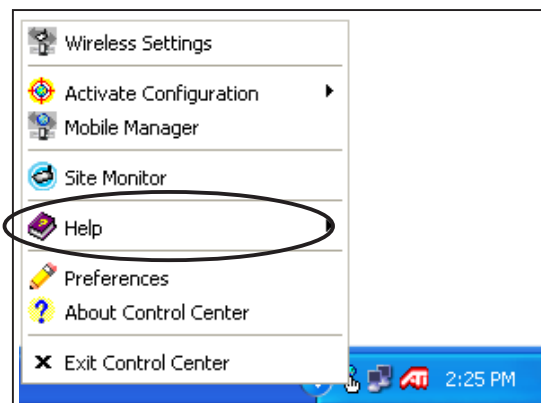 Wireless Settings
Activate Configuration
Mobile Manager
Site Monitor
Help
Preferences
About Control Center
Exit Control Center
ATI 2:25 PM